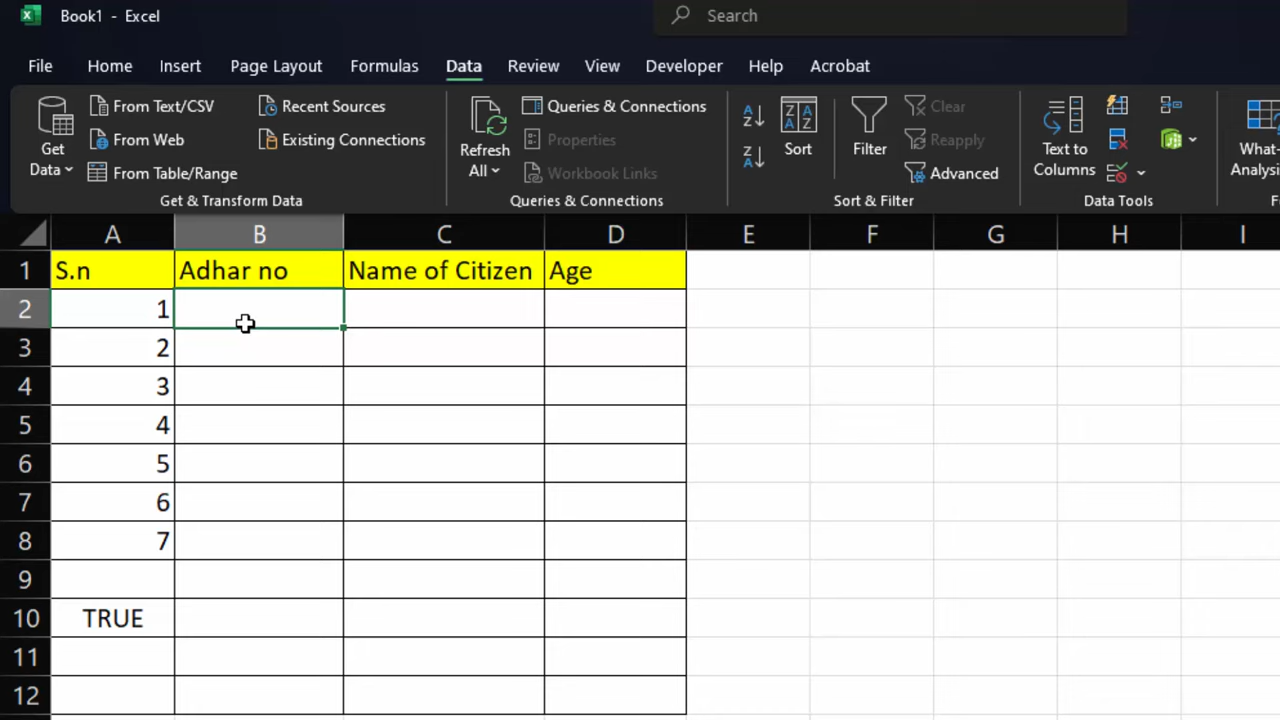 Book1 - Excel
Search
File Home Insert Page Layout Formulas Data Review View Developer Help Acrobat
Get Data
From Text/CSV
From Web
From Table/Range
Recent Sources
Existing Connections
Get & Transform Data
Refresh All
Queries & Connections
Properties
Workbook Links
Queries & Connections
Sort
Filter
Clear
Reapply
Advanced
Sort & Filter
Text to Columns
Data Tools
What-
Analysis
A B C D E F G H I
1 S.n Adhar no Name of Citizen Age
2 1
3 2
4 3
5 4
6 5
7 6
8 7
9
10 TRUE
11
12